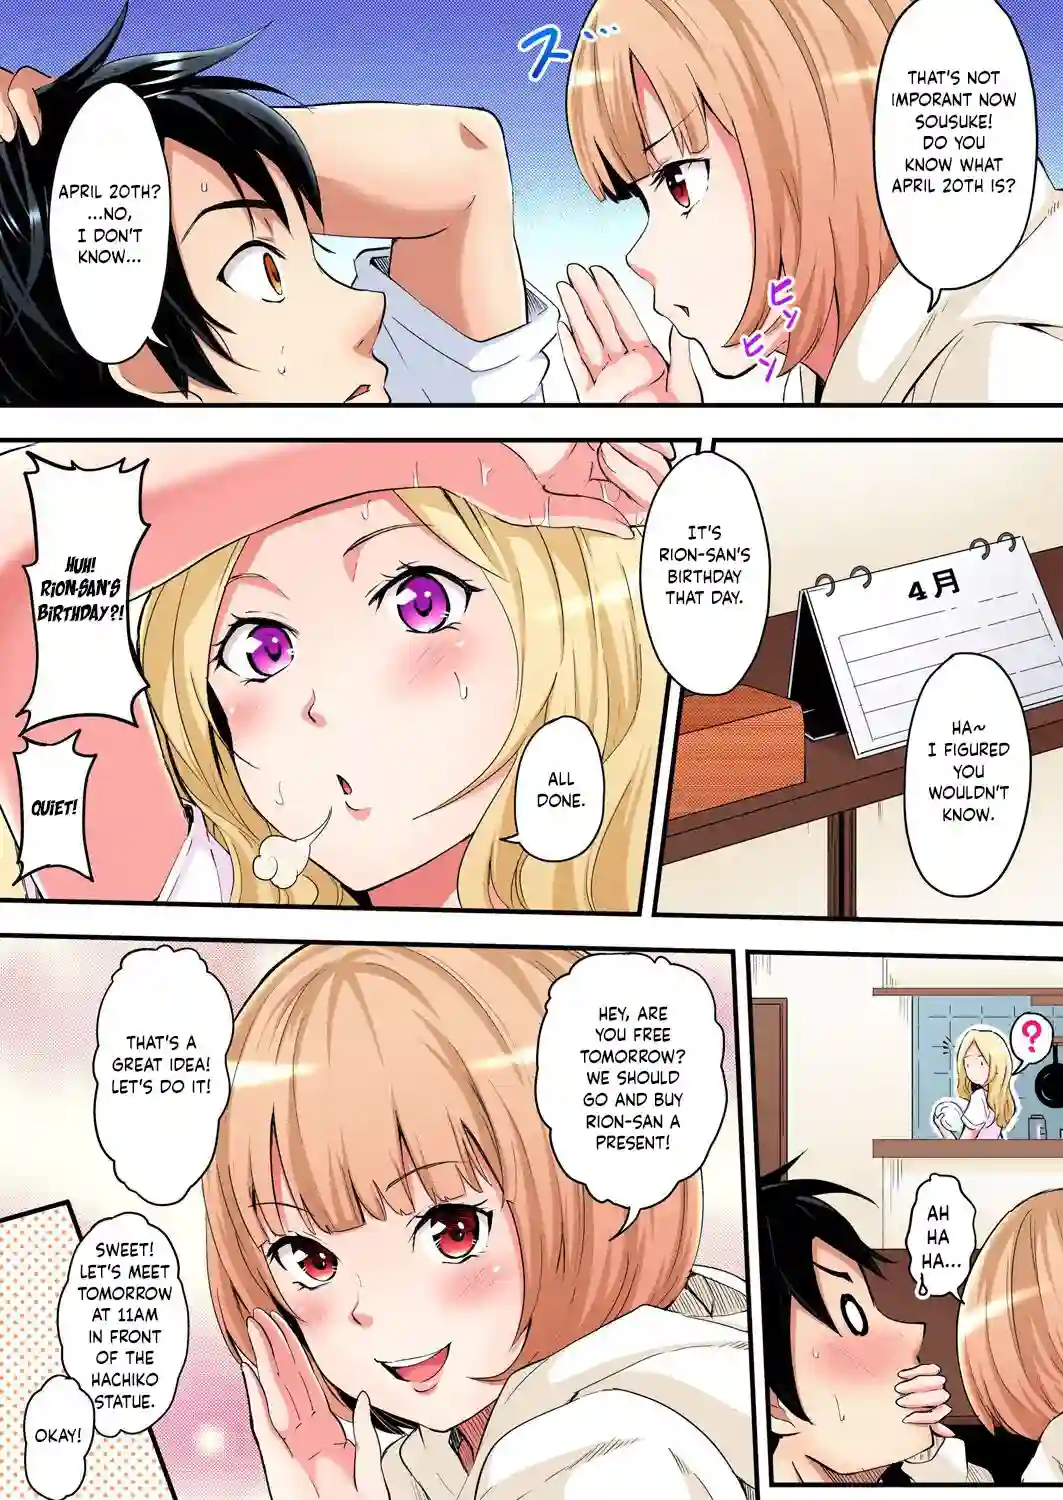 THAT'S NOT
IMPORANT NOW
SOUSUKE!
DO YOU
KNOW WHAT
APRIL 20TH IS?
ス…
ヒソ
ヒソ
APRIL 20TH?
...NO,
I DON'T
KNOW...
4月
HA~
I FIGURED
YOU
WOULDN'T
KNOW.
IT'S
RION-SAN'S
BIRTHDAY
THAT DAY.
HUH!
RION-SAN'S
BIRTHDAY?!
ALL
DONE.
QUIET!
?
AH
HA
HA...
HEY, ARE
YOU FREE
TOMORROW?
WE SHOULD
GO AND BUY
RION-SAN A
PRESENT!
THAT'S A
GREAT IDEA!
LET'S DO IT!
SWEET!
LET'S MEET
TOMORROW
AT 11AM
IN FRONT
OF THE
HACHIKO
STATUE.
OKAY!